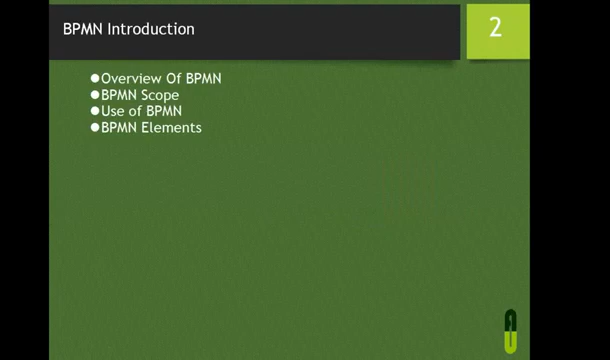 BPMN Introduction
2
●Overview Of BPMN
●BPMN Scope
●Use of BPMN
●BPMN Elements